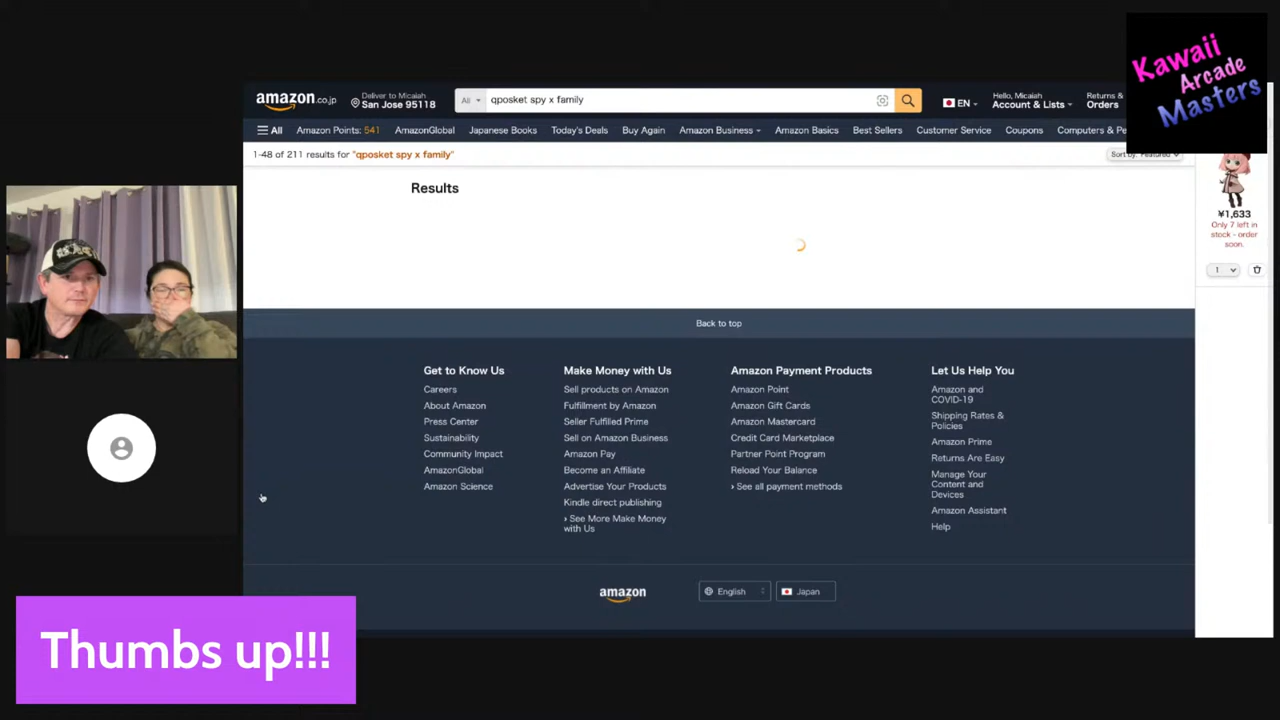 Kawaii
Arcade
Masters
amazon.co.jp
Deliver to Micaiah
San Jose 95118
All
qposket spy x family
EN
Hello, Micaiah
Account & Lists
Returns &
Orders
All
Amazon Points: 541
AmazonGlobal
Japanese Books
Today's Deals
Buy Again
Amazon Business
Amazon Basics
Best Sellers
Customer Service
Coupons
Computers & Pe
1-48 of 211 results for "qposket spy x family"
Sort by: Featured
Results
¥1,633
Only 7 left in
stock - order
soon.
1
Back to top
Get to Know Us
Careers
About Amazon
Press Center
Sustainability
Community Impact
AmazonGlobal
Amazon Science
Make Money with Us
Sell products on Amazon
Fulfillment by Amazon
Seller Fulfilled Prime
Sell on Amazon Business
Amazon Pay
Become an Affiliate
Advertise Your Products
Kindle direct publishing
› See More Make Money
with Us
Amazon Payment Products
Amazon Point
Amazon Gift Cards
Amazon Mastercard
Credit Card Marketplace
Partner Point Program
Reload Your Balance
› See all payment methods
Let Us Help You
Amazon and
COVID-19
Shipping Rates &
Policies
Amazon Prime
Returns Are Easy
Manage Your
Content and
Devices
Amazon Assistant
Help
amazon
English
Japan
Thumbs up!!!